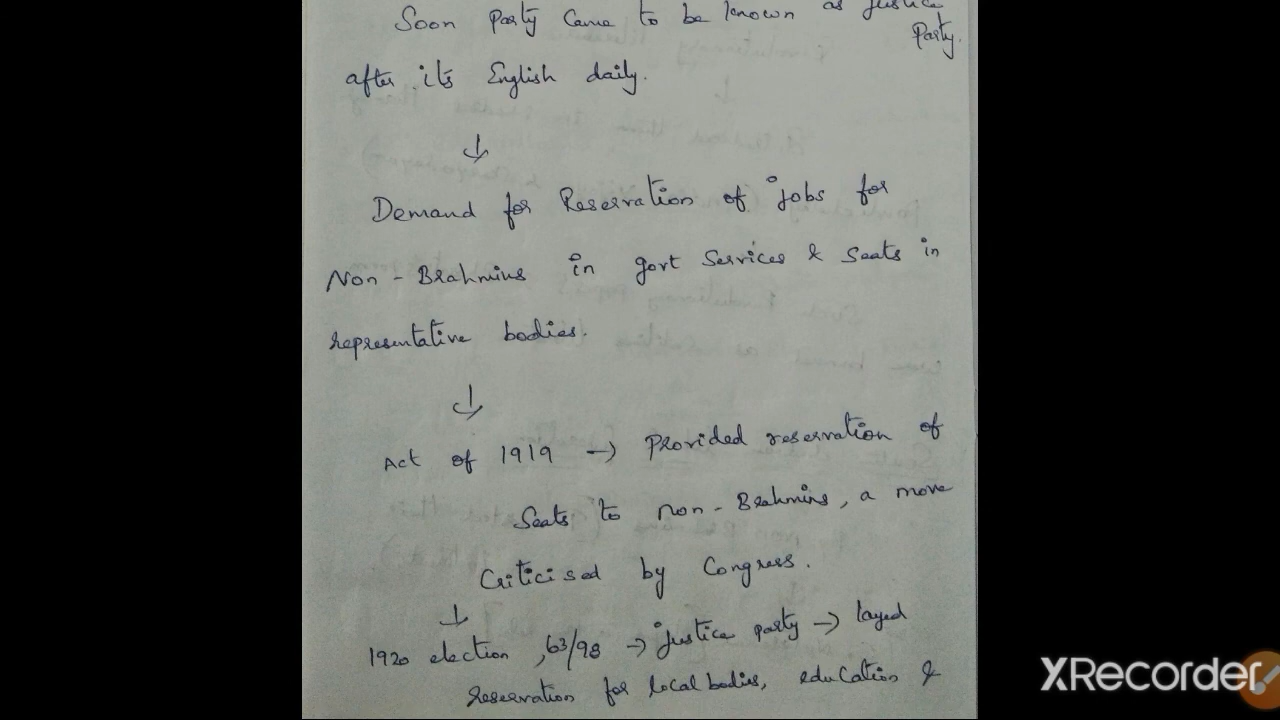 Soon Party Came to be known as Justice
Party.
after its English daily.
↓
Demand for Reservation of jobs for
Non-Brahmins in govt Services & Seats in
representative bodies.
↓
Act of 1919 → Provided reservation of
Seats to non-Brahmins, a move
Criticised by Congress.
↓
1920 election, 63/98 → Justice party → layed
reservation for local bodies, education &
XRecorder